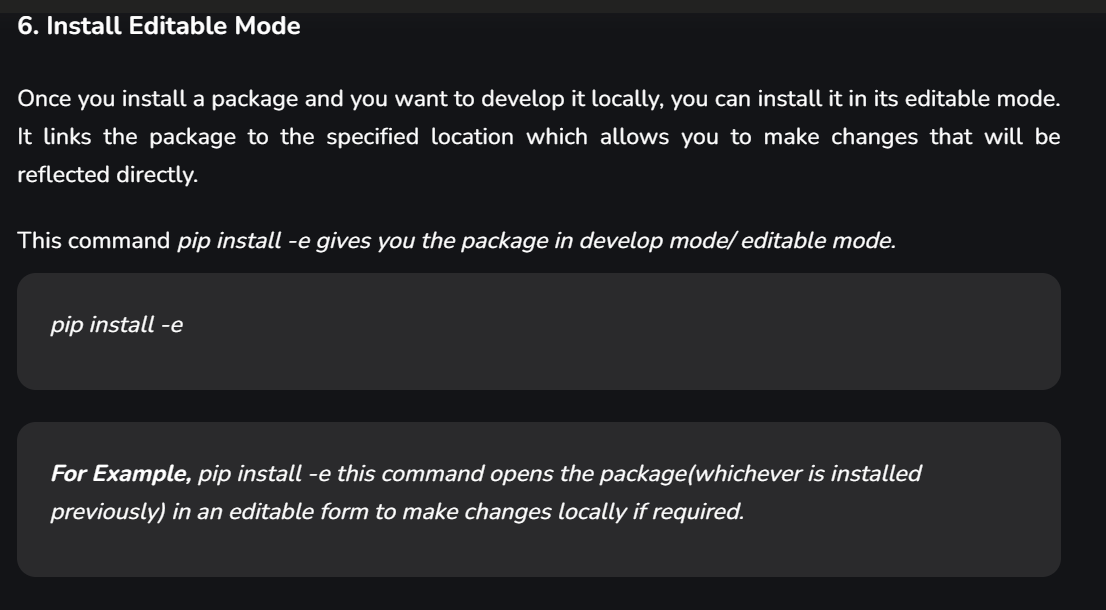 6. Install Editable Mode
Once you install a package and you want to develop it locally, you can install it in its editable mode.
It links the package to the specified location which allows you to make changes that will be
reflected directly.
This command pip install -e gives you the package in develop mode/ editable mode.
pip install -e
For Example, pip install -e this command opens the package(whichever is installed
previously) in an editable form to make changes locally if required.